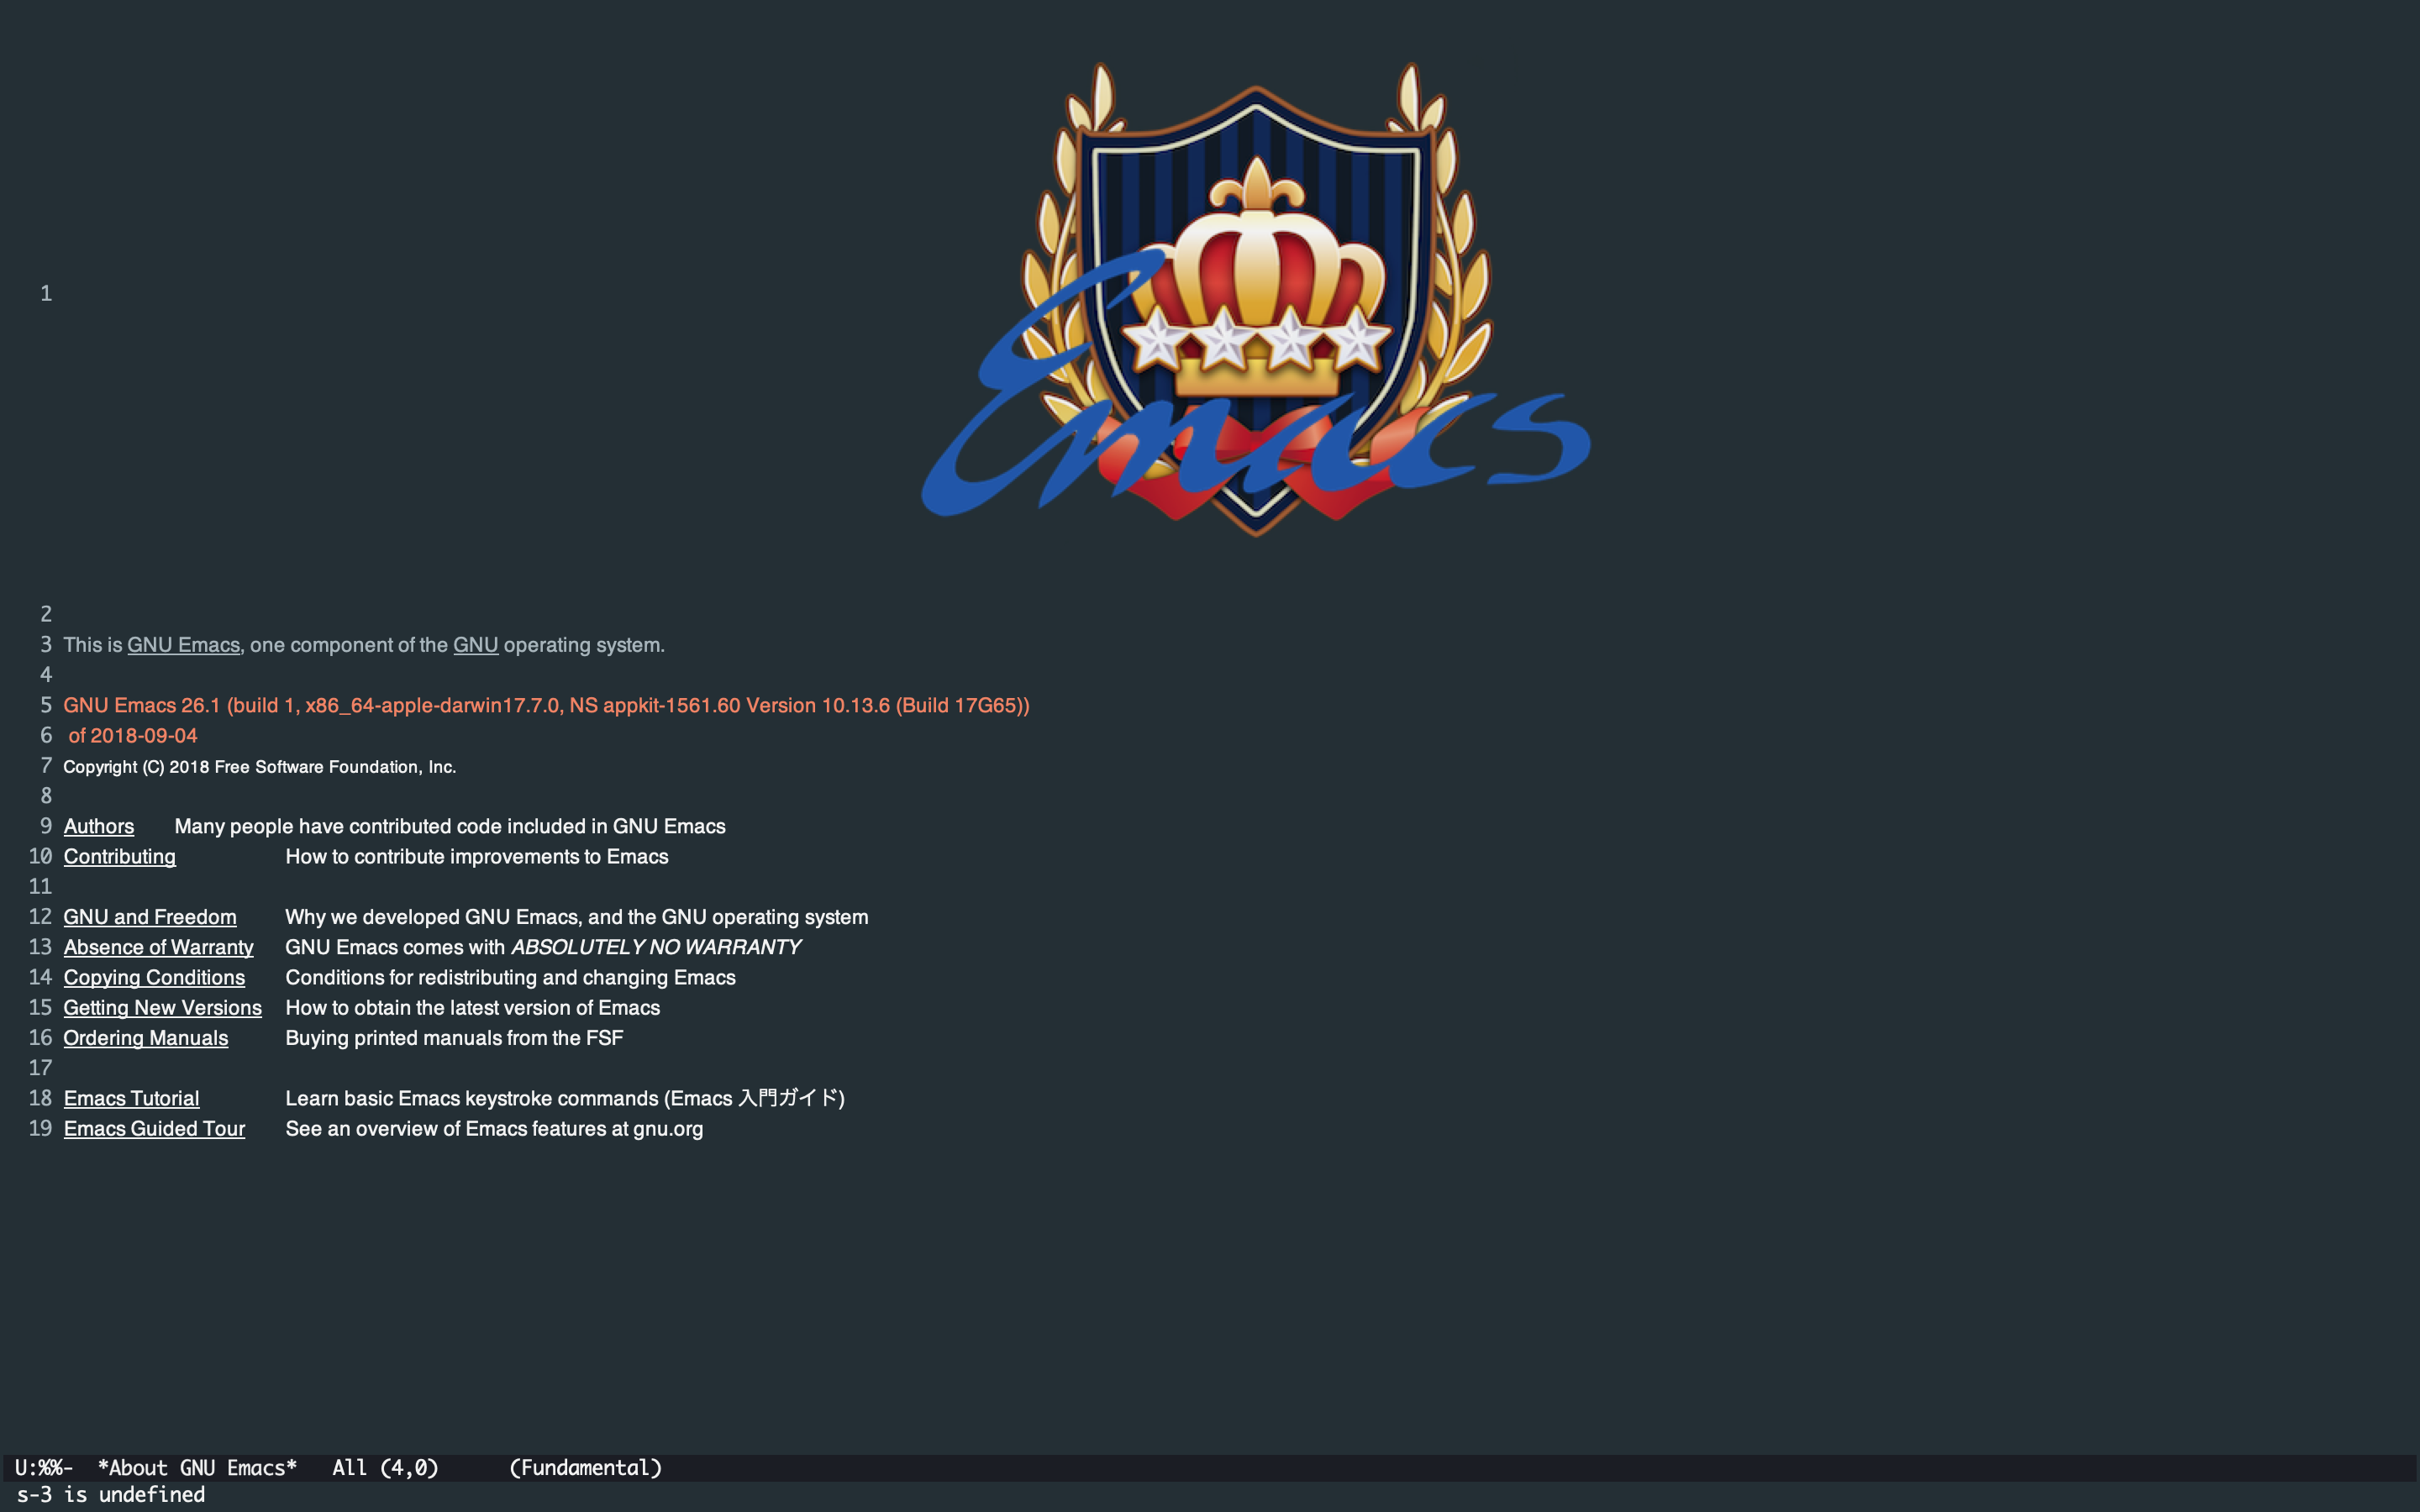 Emacs
1
2
3 This is GNU Emacs, one component of the GNU operating system.
4
5 GNU Emacs 26.1 (build 1, x86_64-apple-darwin17.7.0, NS appkit-1561.60 Version 10.13.6 (Build 17G65))
6 of 2018-09-04
7 Copyright (C) 2018 Free Software Foundation, Inc.
8
9 Authors Many people have contributed code included in GNU Emacs
10 Contributing How to contribute improvements to Emacs
11
12 GNU and Freedom Why we developed GNU Emacs, and the GNU operating system
13 Absence of Warranty GNU Emacs comes with ABSOLUTELY NO WARRANTY
14 Copying Conditions Conditions for redistributing and changing Emacs
15 Getting New Versions How to obtain the latest version of Emacs
16 Ordering Manuals Buying printed manuals from the FSF
17
18 Emacs Tutorial Learn basic Emacs keystroke commands (Emacs 入門ガイド)
19 Emacs Guided Tour See an overview of Emacs features at gnu.org
U:%%- *About GNU Emacs* All (4,0) (Fundamental)
s-3 is undefined